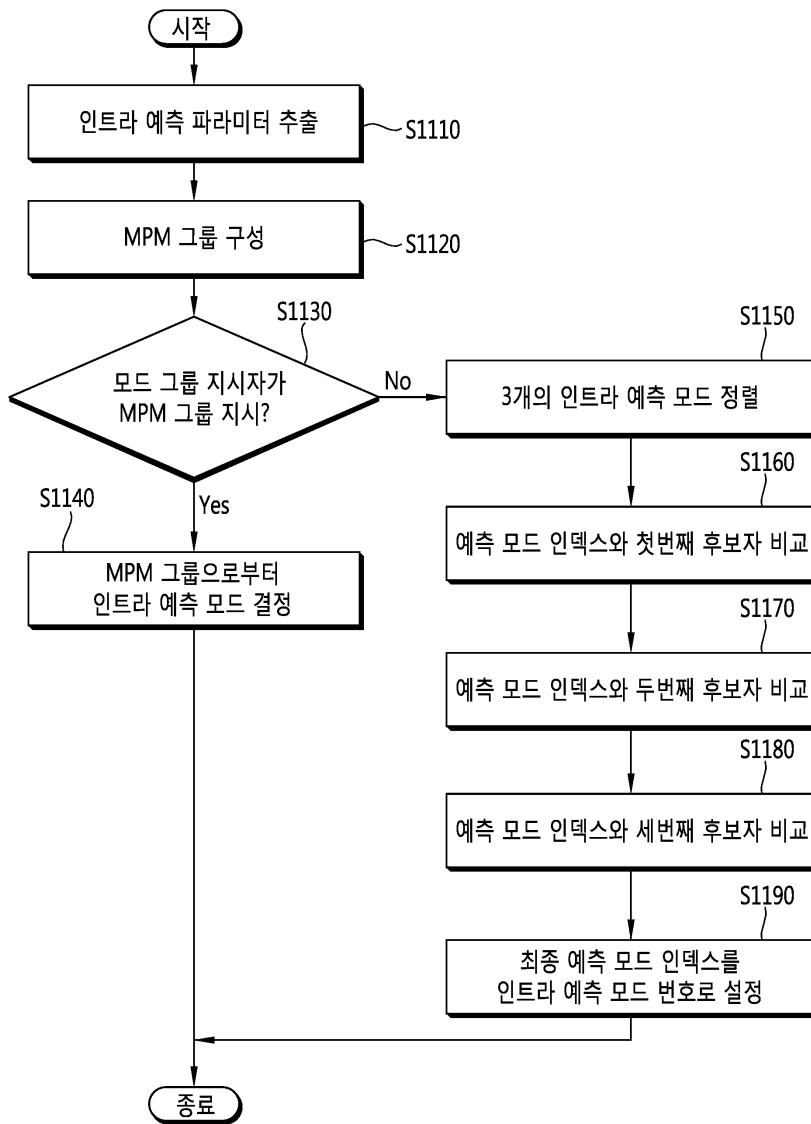 시작
인트라 예측 파라미터 추출
S1110
MPM 그룹 구성
S1120
S1130
모드 그룹 지시자가
MPM 그룹 지시?
No
Yes
S1140
MPM 그룹으로부터
인트라 예측 모드 결정
S1150
3개의 인트라 예측 모드 정렬
S1160
예측 모드 인덱스와 첫번째 후보자 비교
S1170
예측 모드 인덱스와 두번째 후보자 비교
S1180
예측 모드 인덱스와 세번째 후보자 비교
S1190
최종 예측 모드 인덱스를
인트라 예측 모드 번호로 설정
종료